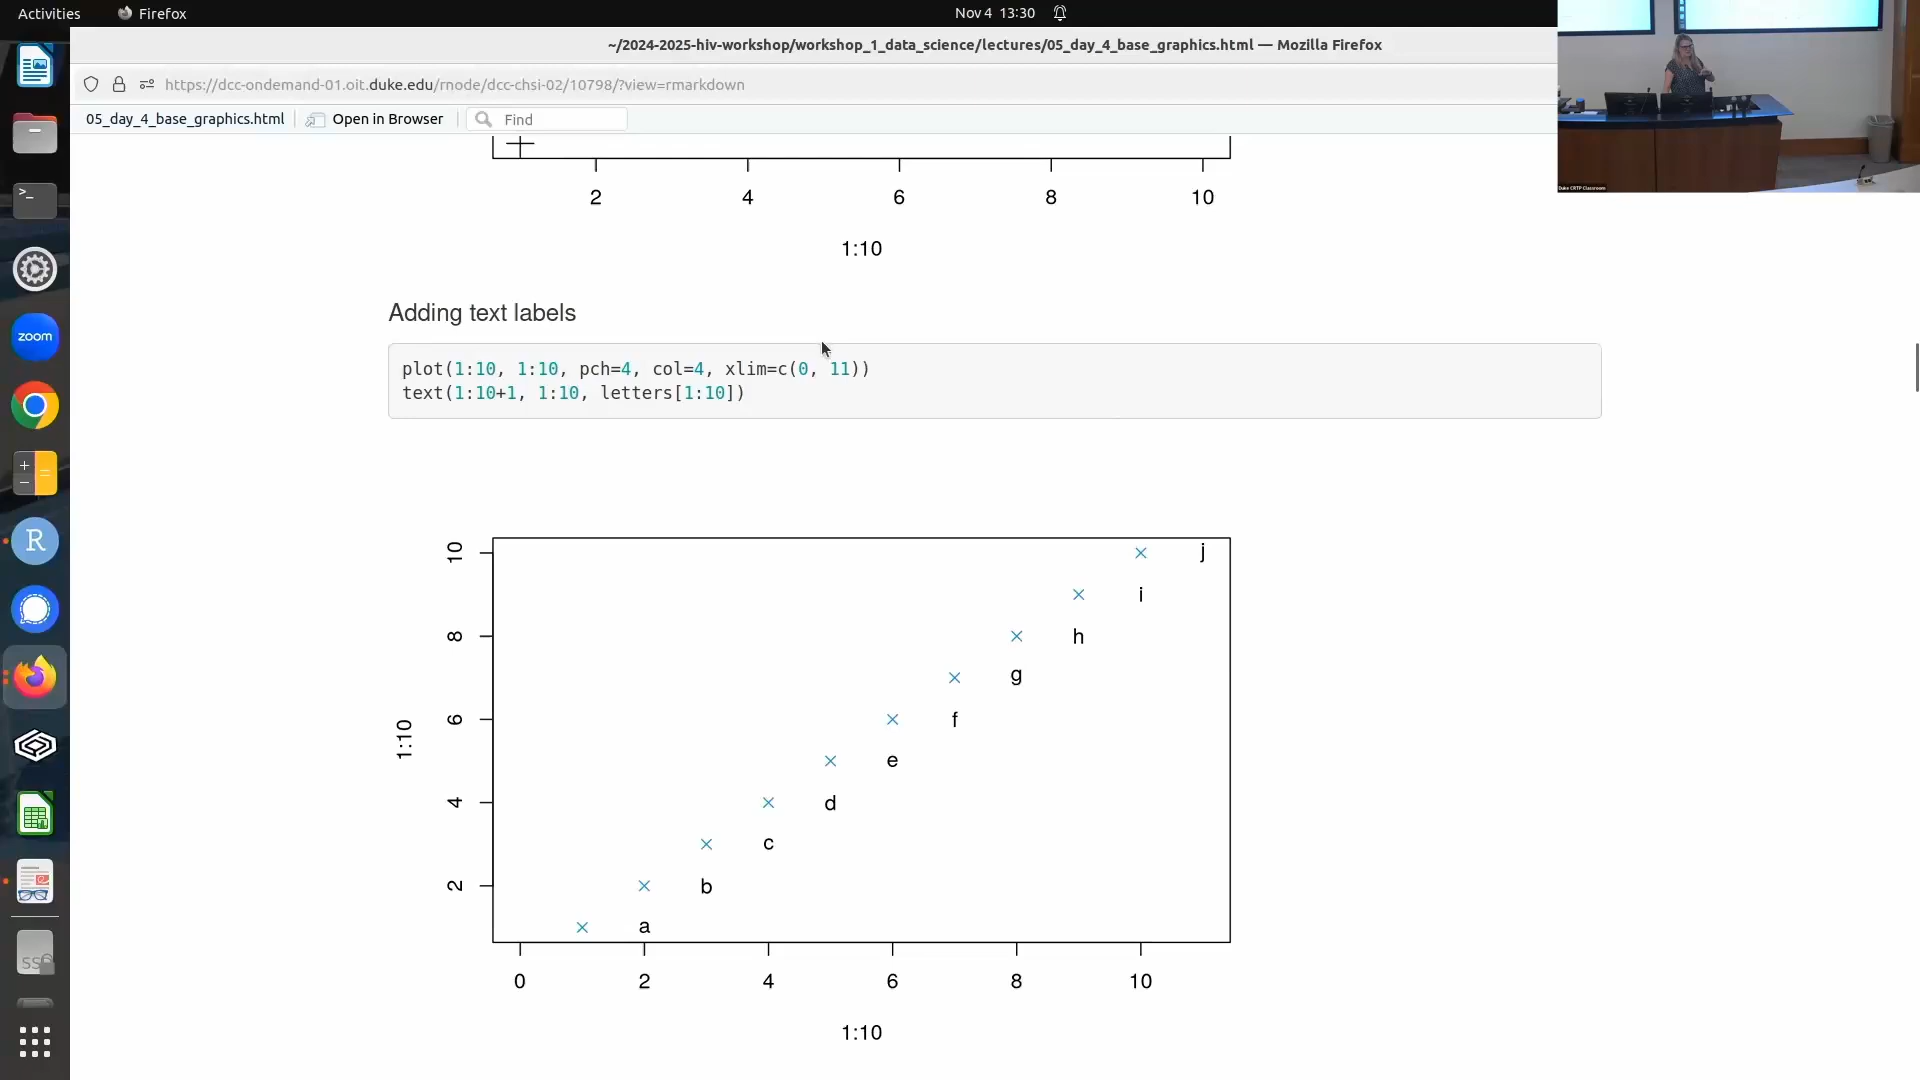 Activities
Firefox
Nov 4 13:30
~/2024-2025-hiv-workshop/workshop_1_data_science/lectures/05_day_4_base_graphics.html — Mozilla Firefox
https://dcc-ondemand-01.oit.duke.edu/rnode/dcc-chsi-02/10798/?view=rmarkdown
05_day_4_base_graphics.html
Open in Browser
Find
Duke CRTP Classroom
zoom
R
SSD
2 4 6 8 10
1:10
Adding text labels
plot(1:10, 1:10, pch=4, col=4, xlim=c(0, 11))
text(1:10+1, 1:10, letters[1:10])
10
8
6
4
2
1:10
j
i
h
g
f
e
d
c
b
a
0 2 4 6 8 10
1:10